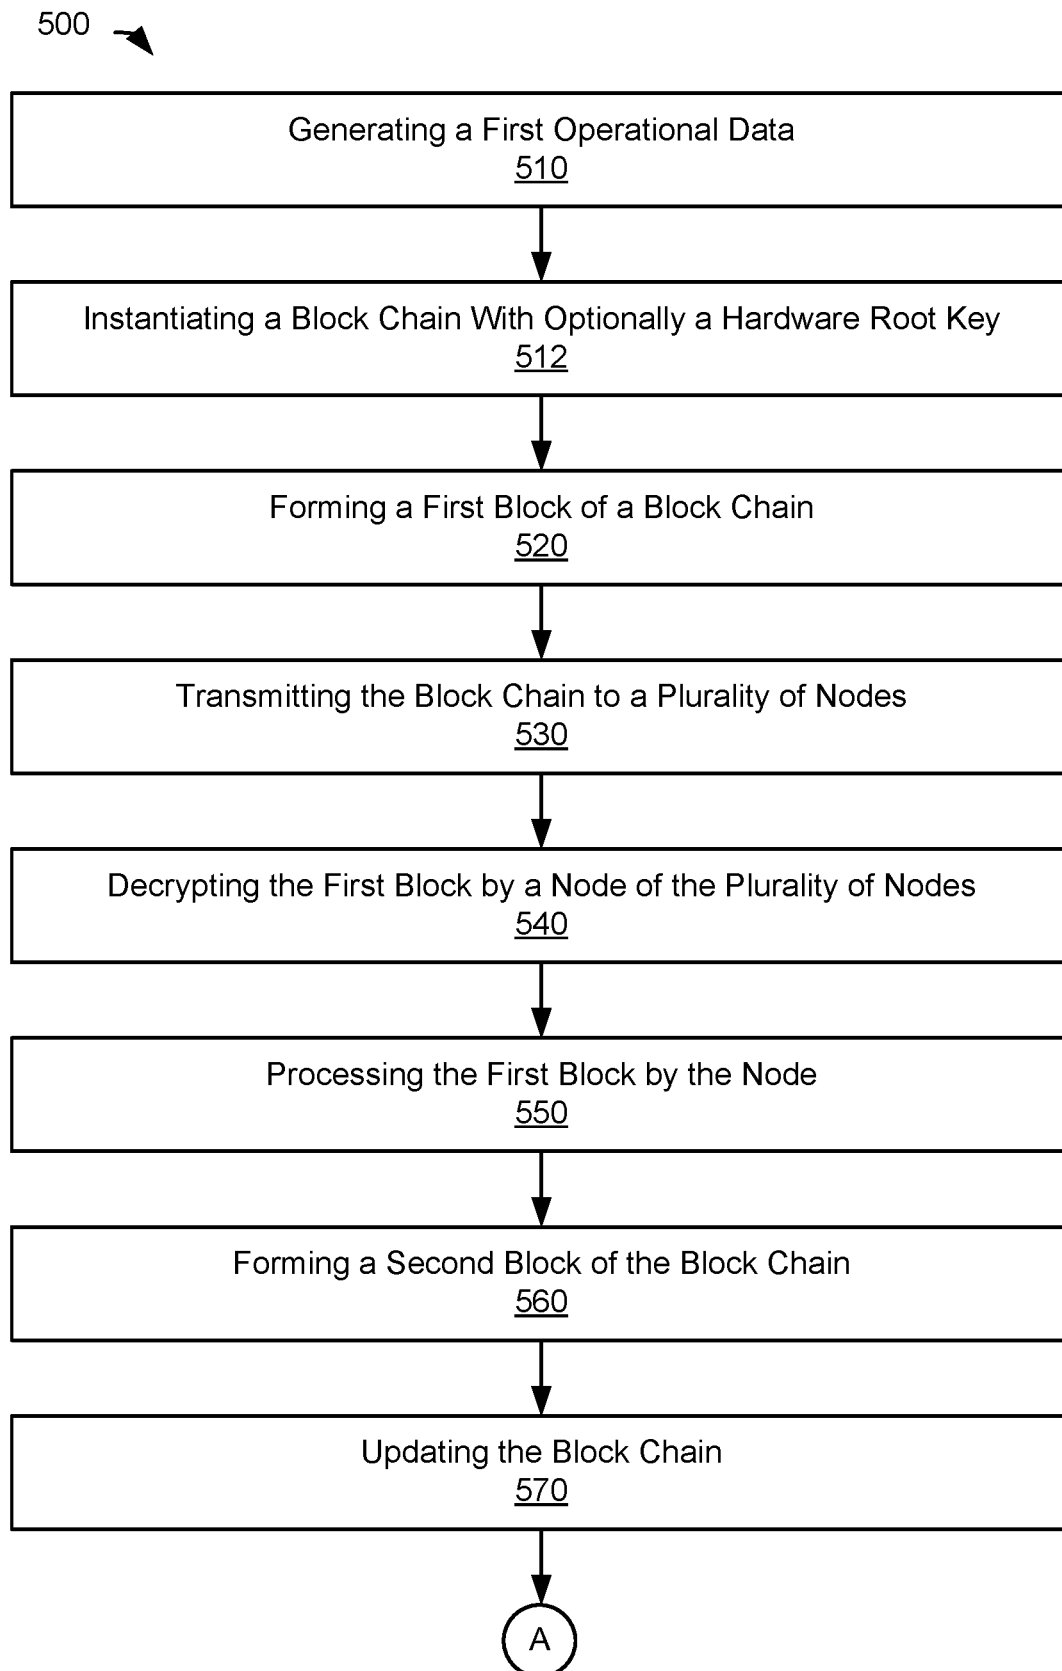 500
Generating a First Operational Data
510
Instantiating a Block Chain With Optionally a Hardware Root Key
512
Forming a First Block of a Block Chain
520
Transmitting the Block Chain to a Plurality of Nodes
530
Decrypting the First Block by a Node of the Plurality of Nodes
540
Processing the First Block by the Node
550
Forming a Second Block of the Block Chain
560
Updating the Block Chain
570
A